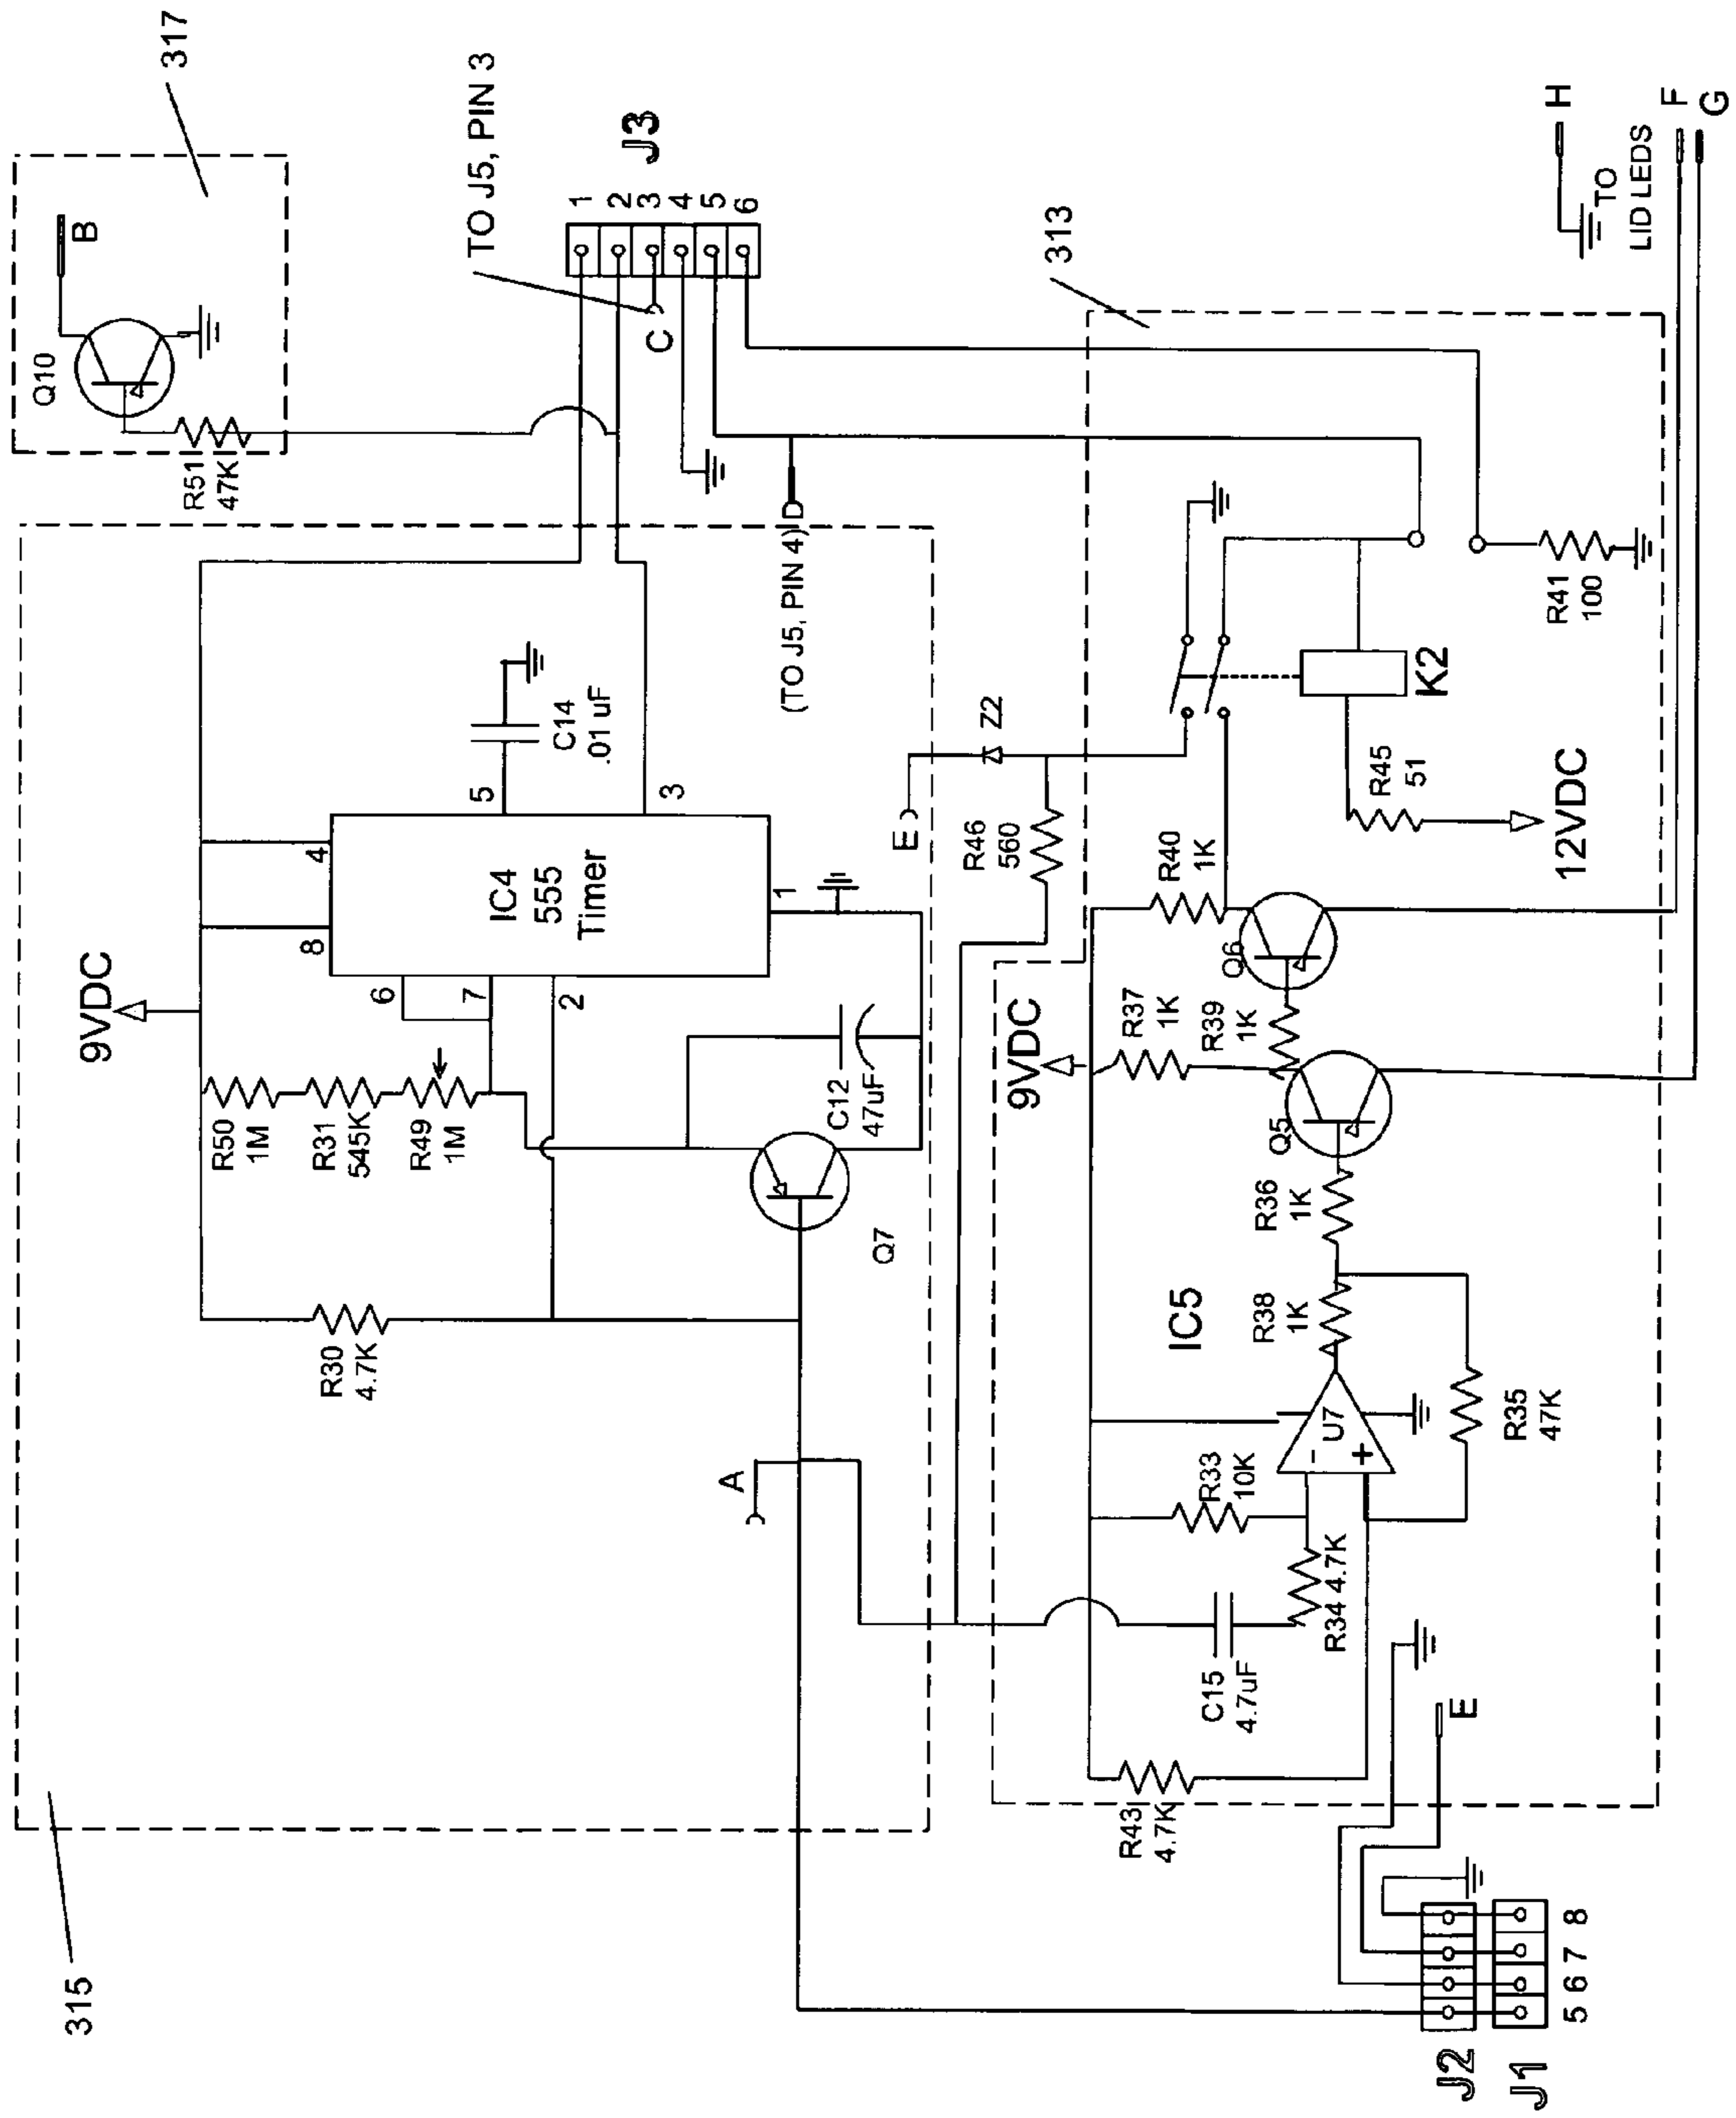 315
317
Q10
B
R51
47K
TO J5, PIN 3
J3
1
2
3
4
5
6
C
9VDC
R50
1M
R31
545K
R49
1M
R30
4.7K
8
4
6
7
2
5
3
1
IC4
555
Timer
C14
.01 uF
C12
47uF
Q7
A
(TO J5, PIN 4)
D
E
Z2
R46
560
313
9VDC
R37
1K
R40
1K
R39
1K
Q6
Q5
R36
1K
IC5
R38
1K
U7
-
+
R33
10K
R34 4.7K
R35
47K
C15
4.7uF
R43
4.7K
R45
51
12VDC
K2
R41
100
H
TO
LID LEDS
F
G
E
J2
J1
5 6 7 8